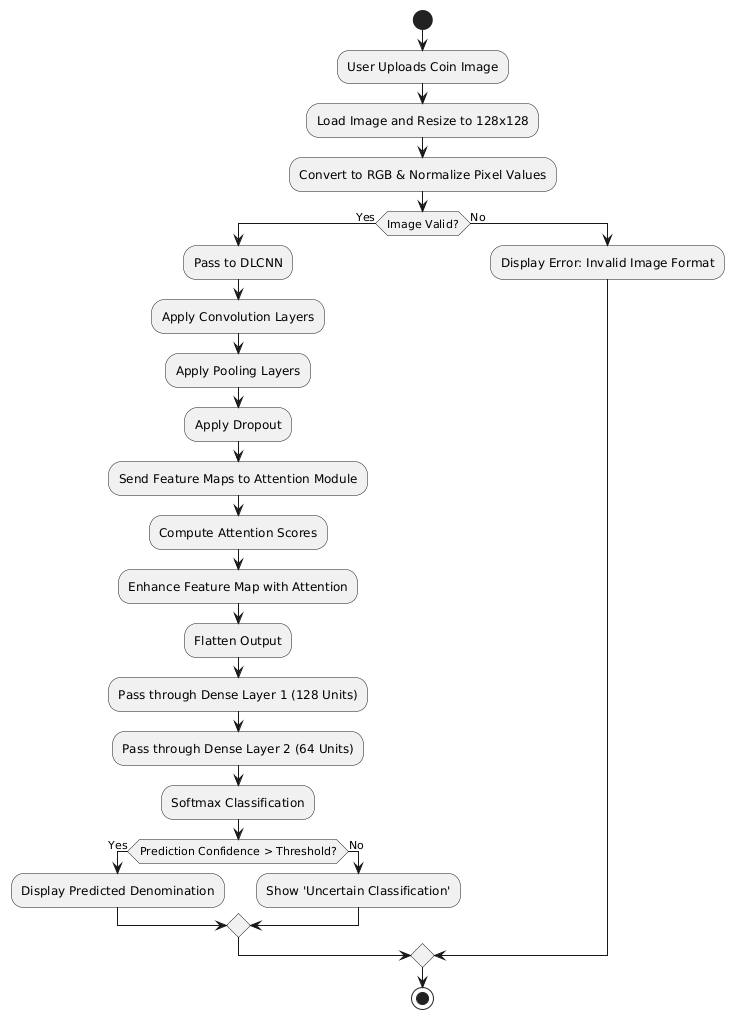 User Uploads Coin Image
Load Image and Resize to 128x128
Convert to RGB & Normalize Pixel Values
Yes
Image Valid?
No
Pass to DLCNN
Display Error: Invalid Image Format
Apply Convolution Layers
Apply Pooling Layers
Apply Dropout
Send Feature Maps to Attention Module
Compute Attention Scores
Enhance Feature Map with Attention
Flatten Output
Pass through Dense Layer 1 (128 Units)
Pass through Dense Layer 2 (64 Units)
Softmax Classification
Yes
Prediction Confidence > Threshold?
No
Display Predicted Denomination
Show 'Uncertain Classification'